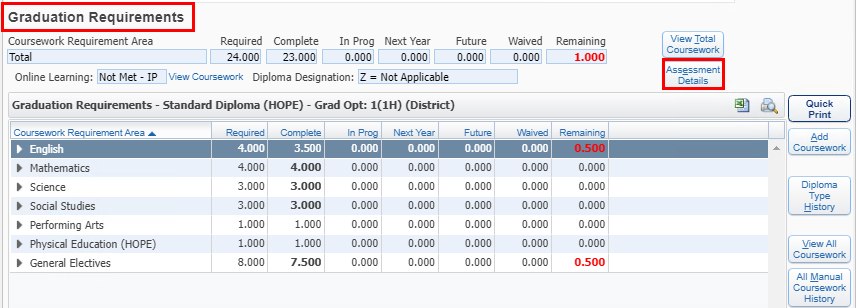 Graduation Requirements
Coursework Requirement Area Required Complete In Prog Next Year Future Waived Remaining
Total 24.000 23.000 0.000 0.000 0.000 0.000 1.000
Online Learning: Not Met - IP View Coursework Diploma Designation: Z = Not Applicable
View Total
Coursework
Assessment
Details
Graduation Requirements - Standard Diploma (HOPE) - Grad Opt: 1(1H) (District)
Coursework Requirement Area Required Complete In Prog Next Year Future Waived Remaining
English 4.000 3.500 0.000 0.000 0.000 0.000 0.500
Mathematics 4.000 4.000 0.000 0.000 0.000 0.000 0.000
Science 3.000 3.000 0.000 0.000 0.000 0.000 0.000
Social Studies 3.000 3.000 0.000 0.000 0.000 0.000 0.000
Performing Arts 1.000 1.000 0.000 0.000 0.000 0.000 0.000
Physical Education (HOPE) 1.000 1.000 0.000 0.000 0.000 0.000 0.000
General Electives 8.000 7.500 0.000 0.000 0.000 0.000 0.500
Quick
Print
Add
Coursework
Diploma
Type
History
View All
Coursework
All Manual
Coursework
History